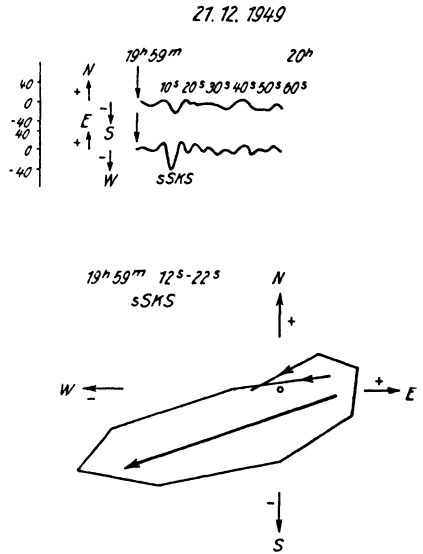 21. 12. 1949
19ʰ 59ᵐ 20ʰ
N
40 + 10ˢ 20ˢ 30ˢ 40ˢ 50ˢ 60ˢ
0 -
-40 E S
40 +
0 -
-40 W sSKS
19ʰ 59ᵐ 12ˢ-22ˢ N
sSKS
+
W - + E
-
S